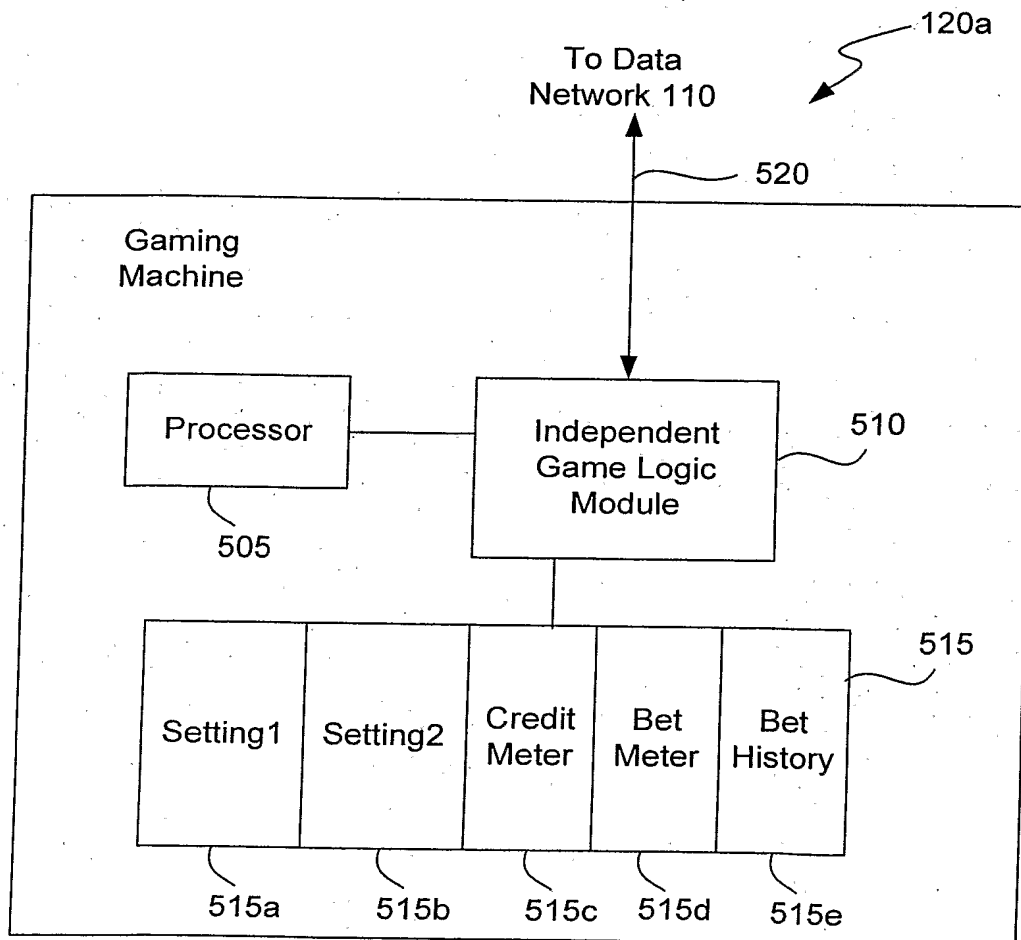 120a
To Data
Network 110
520
Gaming
Machine
Processor
Independent
Game Logic
Module
510
505
515
Setting1
Setting2
Credit
Meter
Bet
Meter
Bet
History
515a
515b
515c
515d
515e